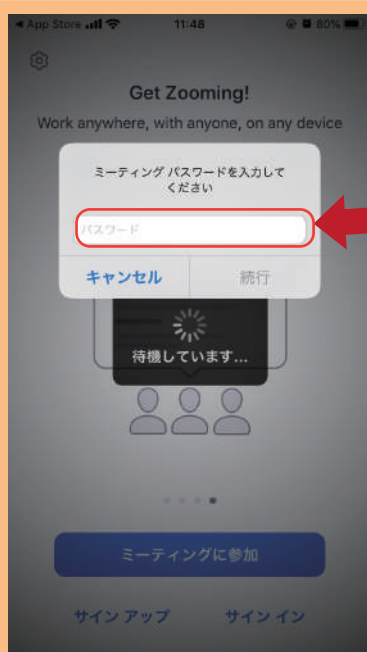 ◀ App Store 11:48 80%
Get Zooming!
Work anywhere, with anyone, on any device
ミーティング パスワードを入力して
ください
パスワード
キャンセル 続行
待機しています...
ミーティングに参加
サイン アップ サイン イン